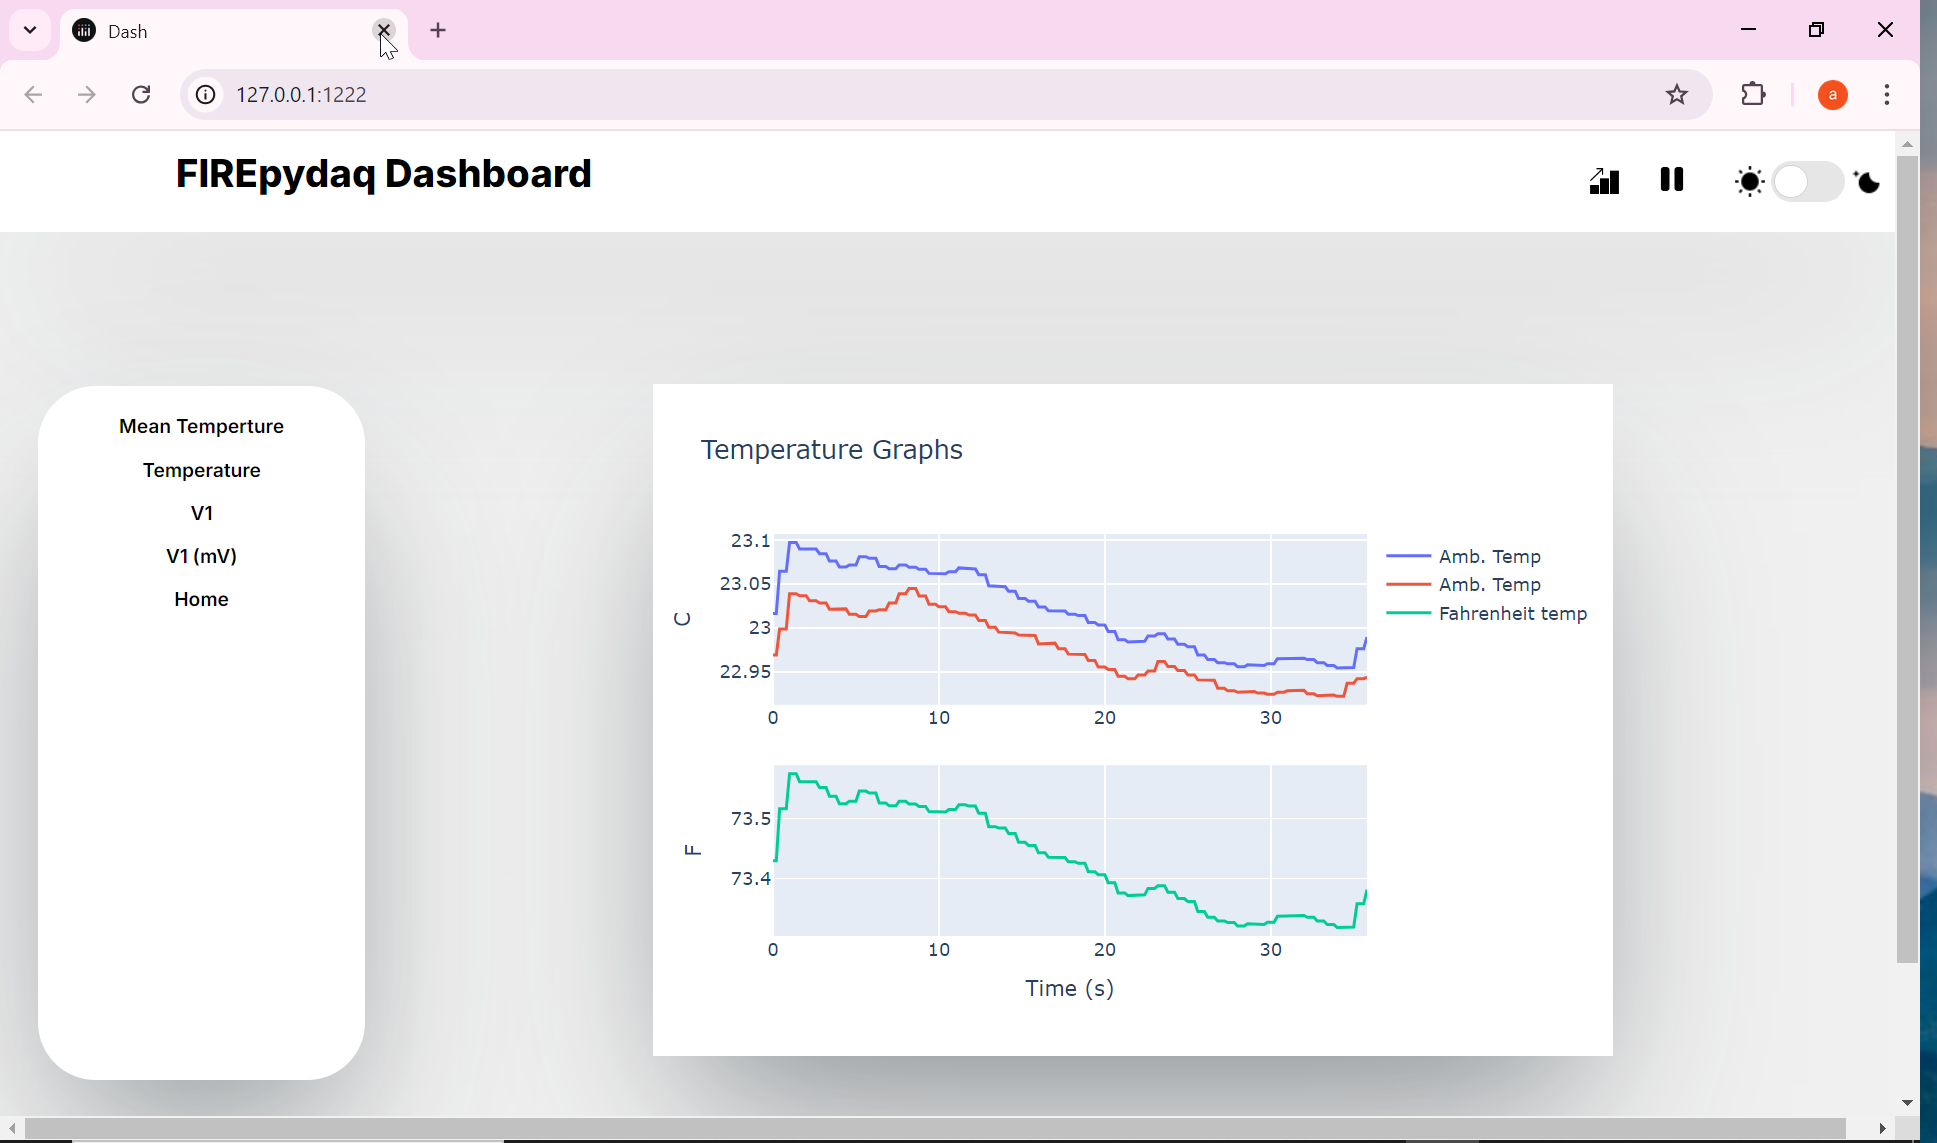 Dash
127.0.0.1:1222
a
FIREpydaq Dashboard
Mean Temperture
Temperature
V1
V1 (mV)
Home
Temperature Graphs
23.1
23.05
23
22.95
C
0 10 20 30
Amb. Temp
Amb. Temp
Fahrenheit temp
73.5
73.4
F
0 10 20 30
Time (s)